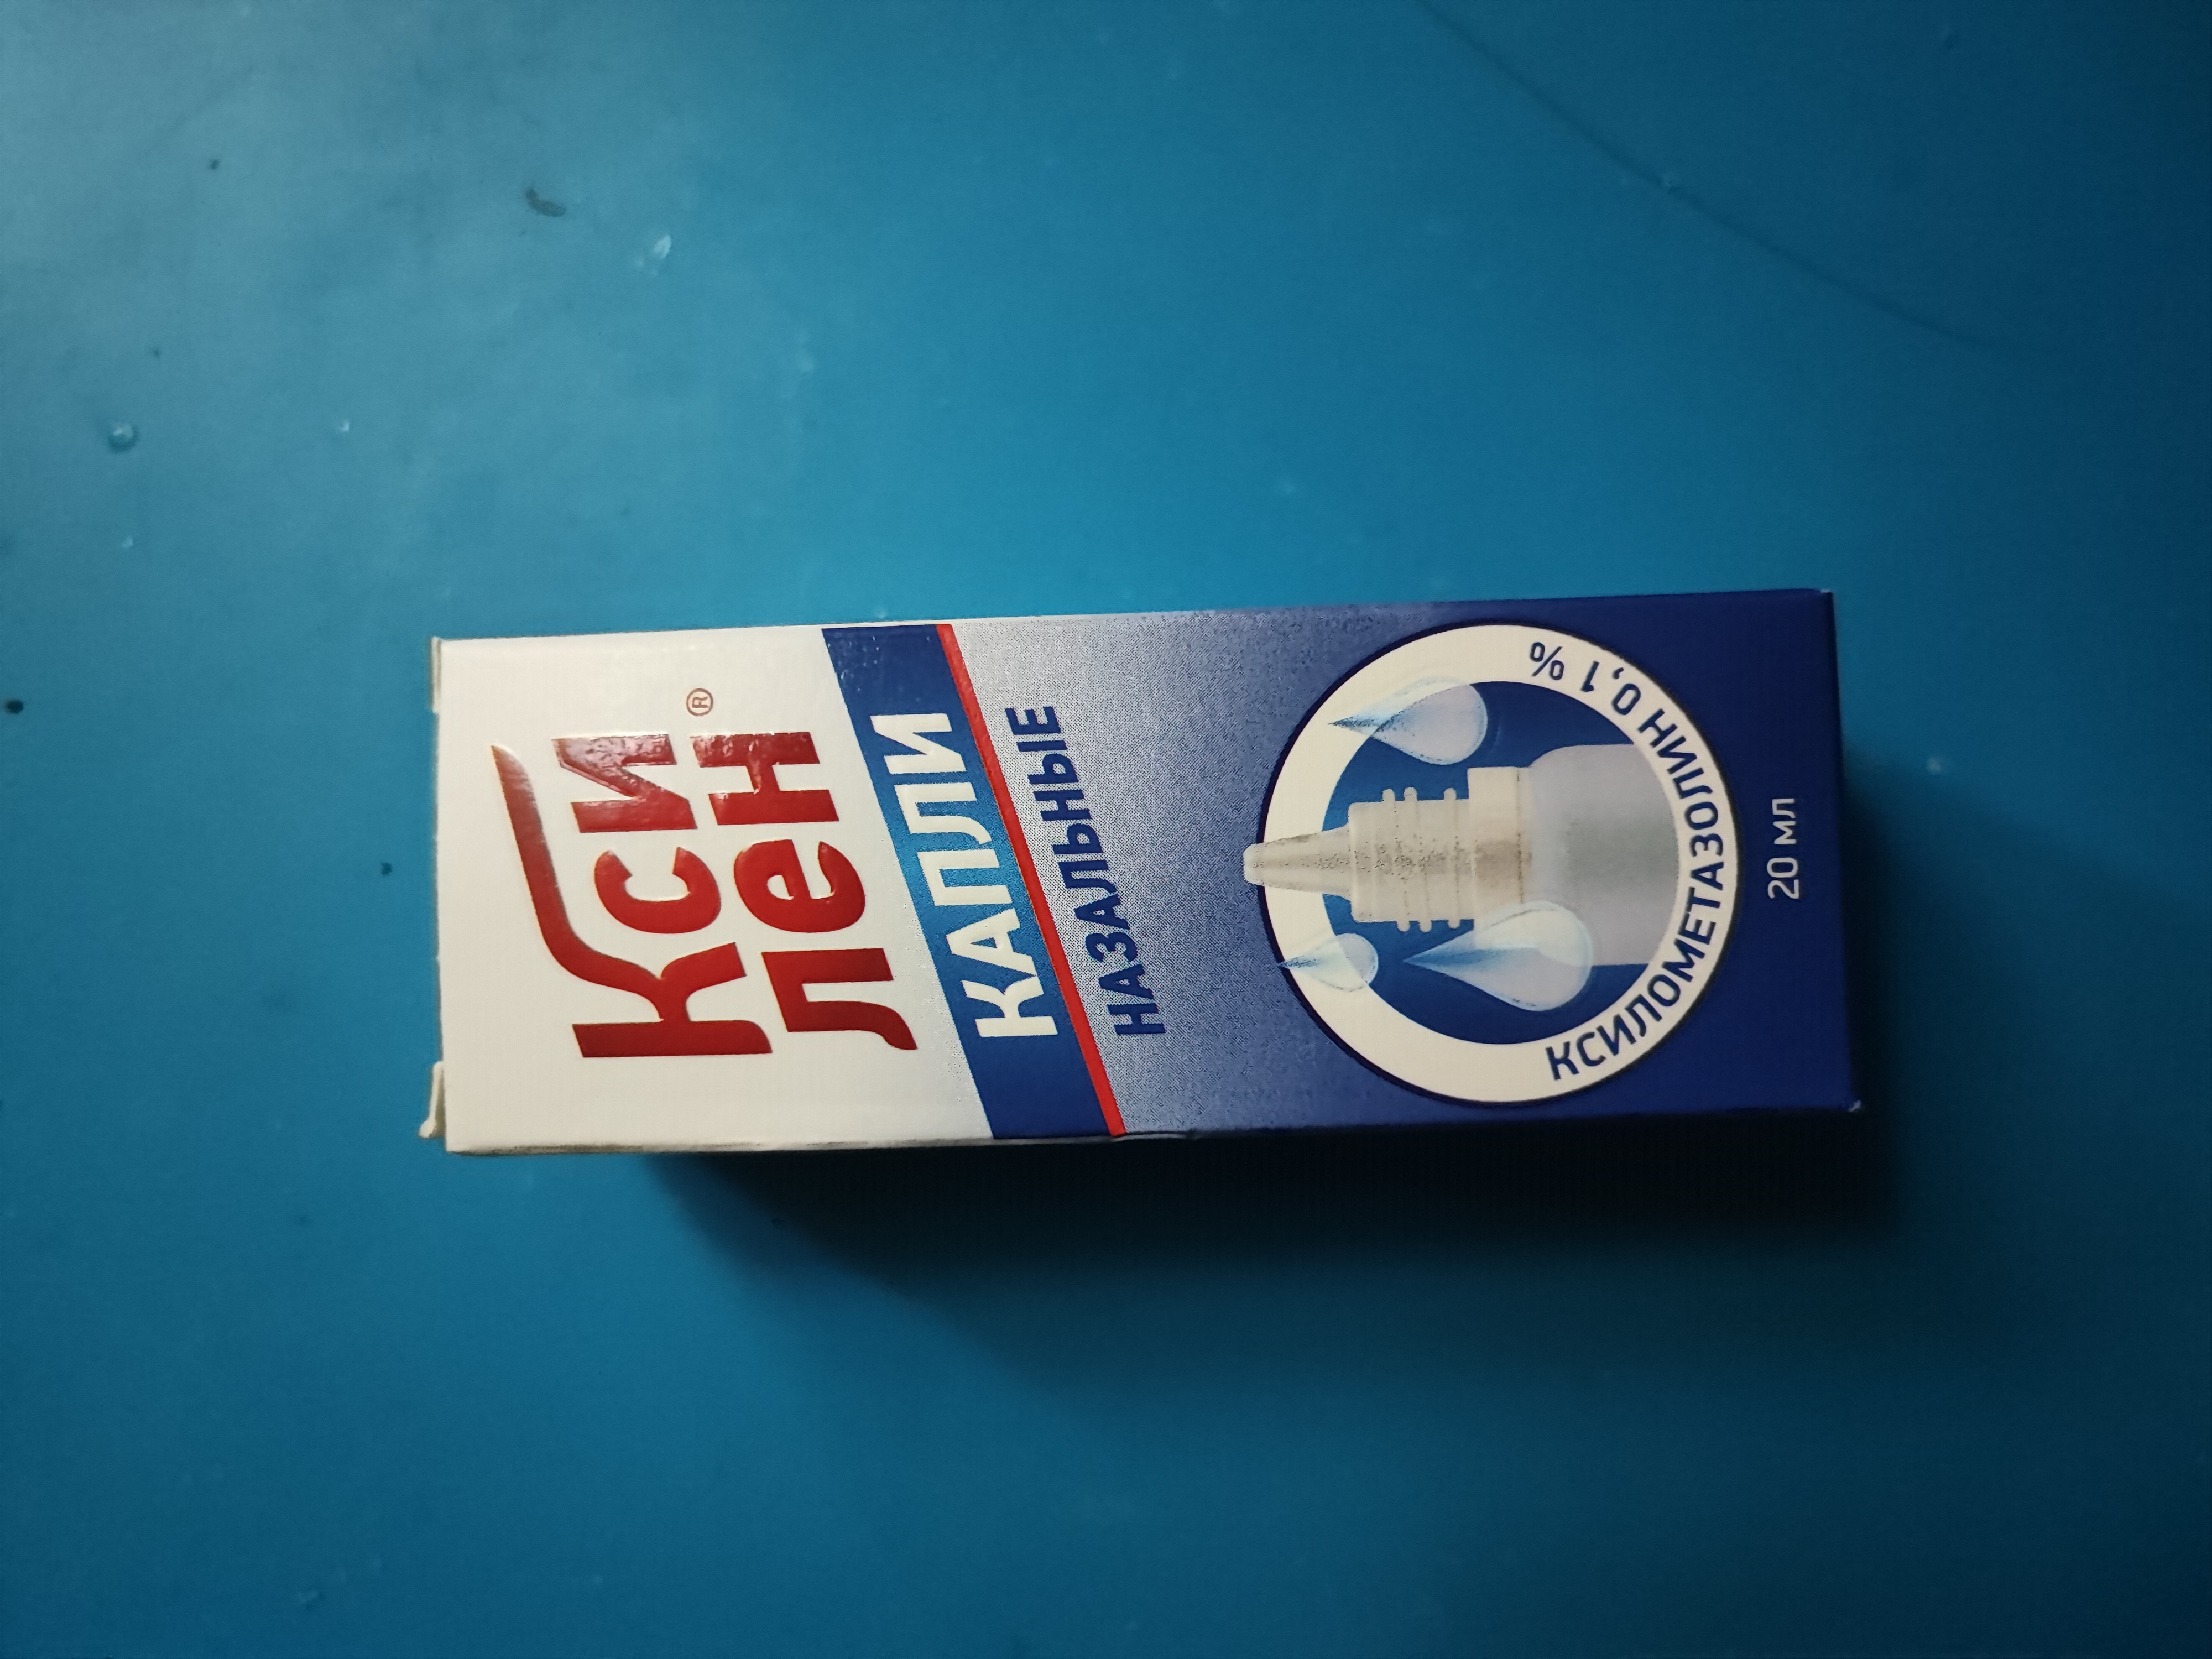 Кси
лен®
КАПЛИ
НАЗАЛЬНЫЕ
КСИЛОМЕТАЗОЛИН 0,1 %
20 мл